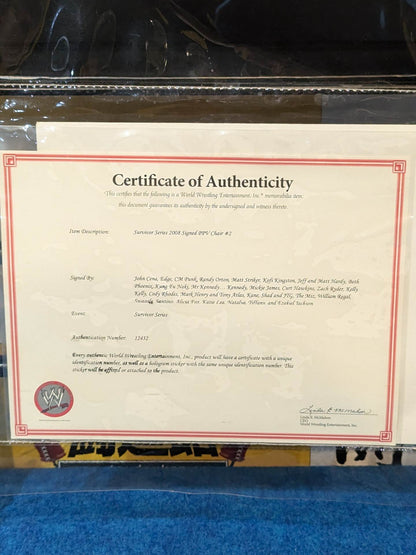 Certificate of Authenticity
This certifies that the following is a World Wrestling Entertainment, Inc.® memorabilia item
this document guarantees its authenticity by the undersigned and witness thereto.
Item Description: Survivor Series 2008 Signed PPV Chair #2
Signed By: John Cena, Edge, CM Punk, Randy Orton, Matt Striker, Kofi Kingston, Jeff and Matt Hardy, Beth
Phoenix, Kung Fu Naki, Mr Kennedy... Kennedy, Mickie James, Curt Hawkins, Zach Ryder, Kelly
Kelly, Cody Rhodes, Mark Henry and Tony Atlas, Kane, Shad and JTG, The Miz, William Regal,
Santino, Alicia Fox, Katie Lea, Natalya, Tiffany, and Ezekiel Jackson
Event: Survivor Series
Authentication Number: 12432
Every authentic World Wrestling Entertainment, Inc., product will have a certificate with a unique
identification number, as well as a hologram sticker with the same unique identification number. This
sticker will be affixed or attached to the product.
W
Linda E. McMahon
Linda E. McMahon
CEO
World Wrestling Entertainment, Inc.